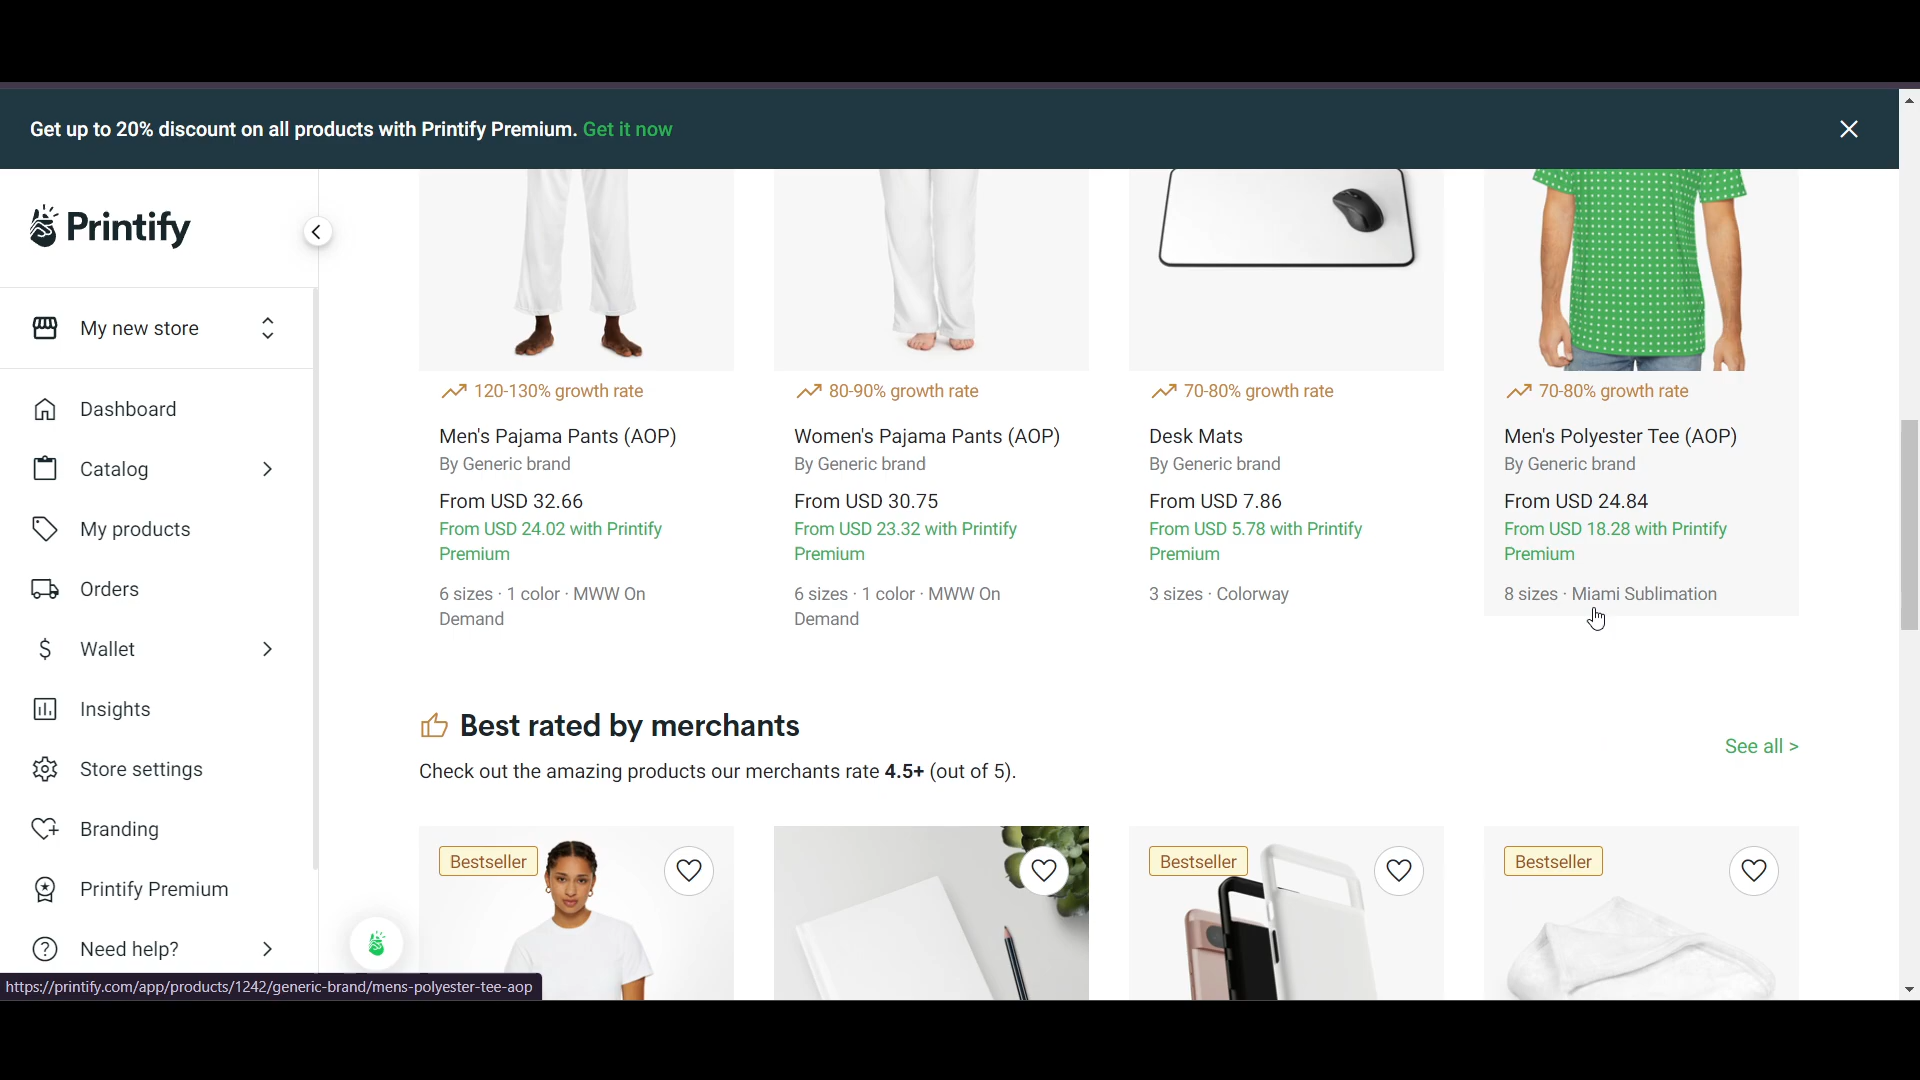 Get up to 20% discount on all products with Printify Premium. Get it now
Printify
My new store
Dashboard
Catalog
My products
Orders
Wallet
Insights
Store settings
Branding
Printify Premium
Need help?
120-130% growth rate
Men's Pajama Pants (AOP)
By Generic brand
From USD 32.66
From USD 24.02 with Printify
Premium
6 sizes · 1 color · MWW On
Demand
80-90% growth rate
Women's Pajama Pants (AOP)
By Generic brand
From USD 30.75
From USD 23.32 with Printify
Premium
6 sizes · 1 color · MWW On
Demand
70-80% growth rate
Desk Mats
By Generic brand
From USD 7.86
From USD 5.78 with Printify
Premium
3 sizes · Colorway
70-80% growth rate
Men's Polyester Tee (AOP)
By Generic brand
From USD 24.84
From USD 18.28 with Printify
Premium
8 sizes · Miami Sublimation
Best rated by merchants
See all >
Check out the amazing products our merchants rate 4.5+ (out of 5).
Bestseller
Bestseller
Bestseller
https://printify.com/app/products/1242/generic-brand/mens-polyester-tee-aop